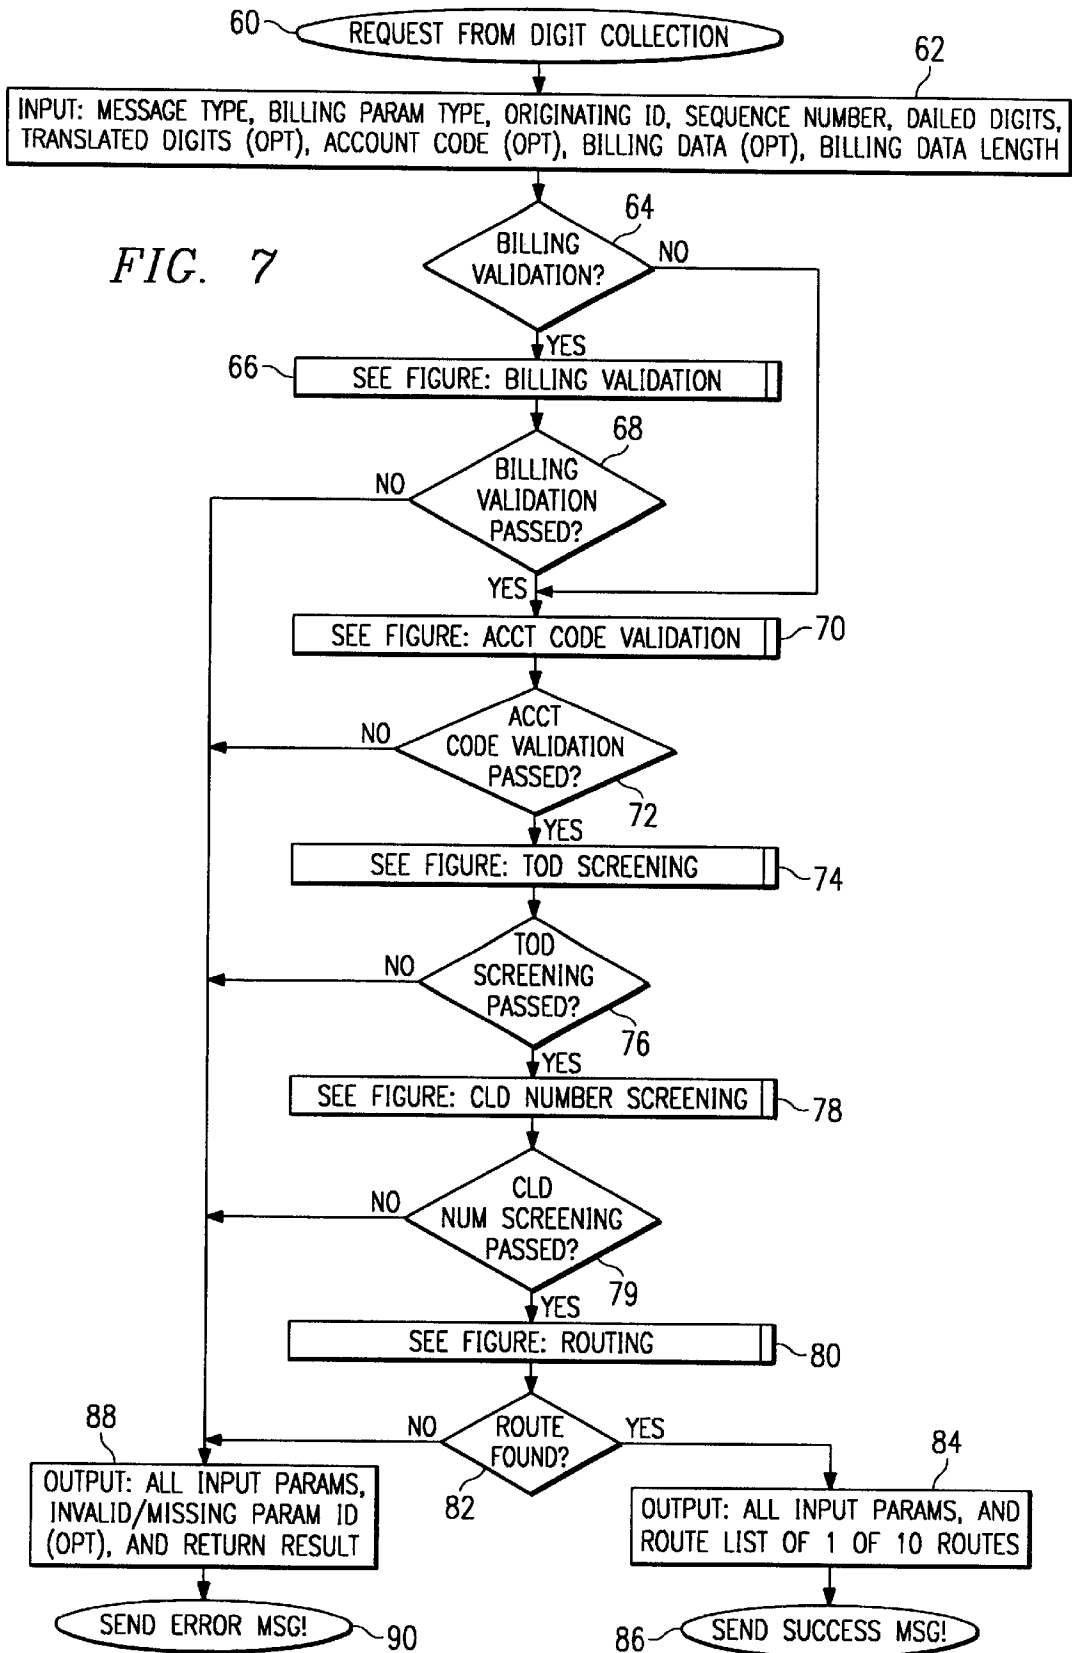 60
REQUEST FROM DIGIT COLLECTION
62
INPUT: MESSAGE TYPE, BILLING PARAM TYPE, ORIGINATING ID, SEQUENCE NUMBER, DAILED DIGITS,
TRANSLATED DIGITS (OPT), ACCOUNT CODE (OPT), BILLING DATA (OPT), BILLING DATA LENGTH
FIG. 7
64
BILLING
VALIDATION?
NO
YES
66
SEE FIGURE: BILLING VALIDATION
68
BILLING
VALIDATION
PASSED?
NO
YES
SEE FIGURE: ACCT CODE VALIDATION
70
ACCT
CODE VALIDATION
PASSED?
NO
72
YES
SEE FIGURE: TOD SCREENING
74
TOD
SCREENING
PASSED?
NO
76
YES
SEE FIGURE: CLD NUMBER SCREENING
78
CLD
NUM SCREENING
PASSED?
NO
79
YES
SEE FIGURE: ROUTING
80
ROUTE
FOUND?
NO
YES
82
88
OUTPUT: ALL INPUT PARAMS,
INVALID/MISSING PARAM ID
(OPT), AND RETURN RESULT
84
OUTPUT: ALL INPUT PARAMS, AND
ROUTE LIST OF 1 OF 10 ROUTES
SEND ERROR MSG!
90
86
SEND SUCCESS MSG!